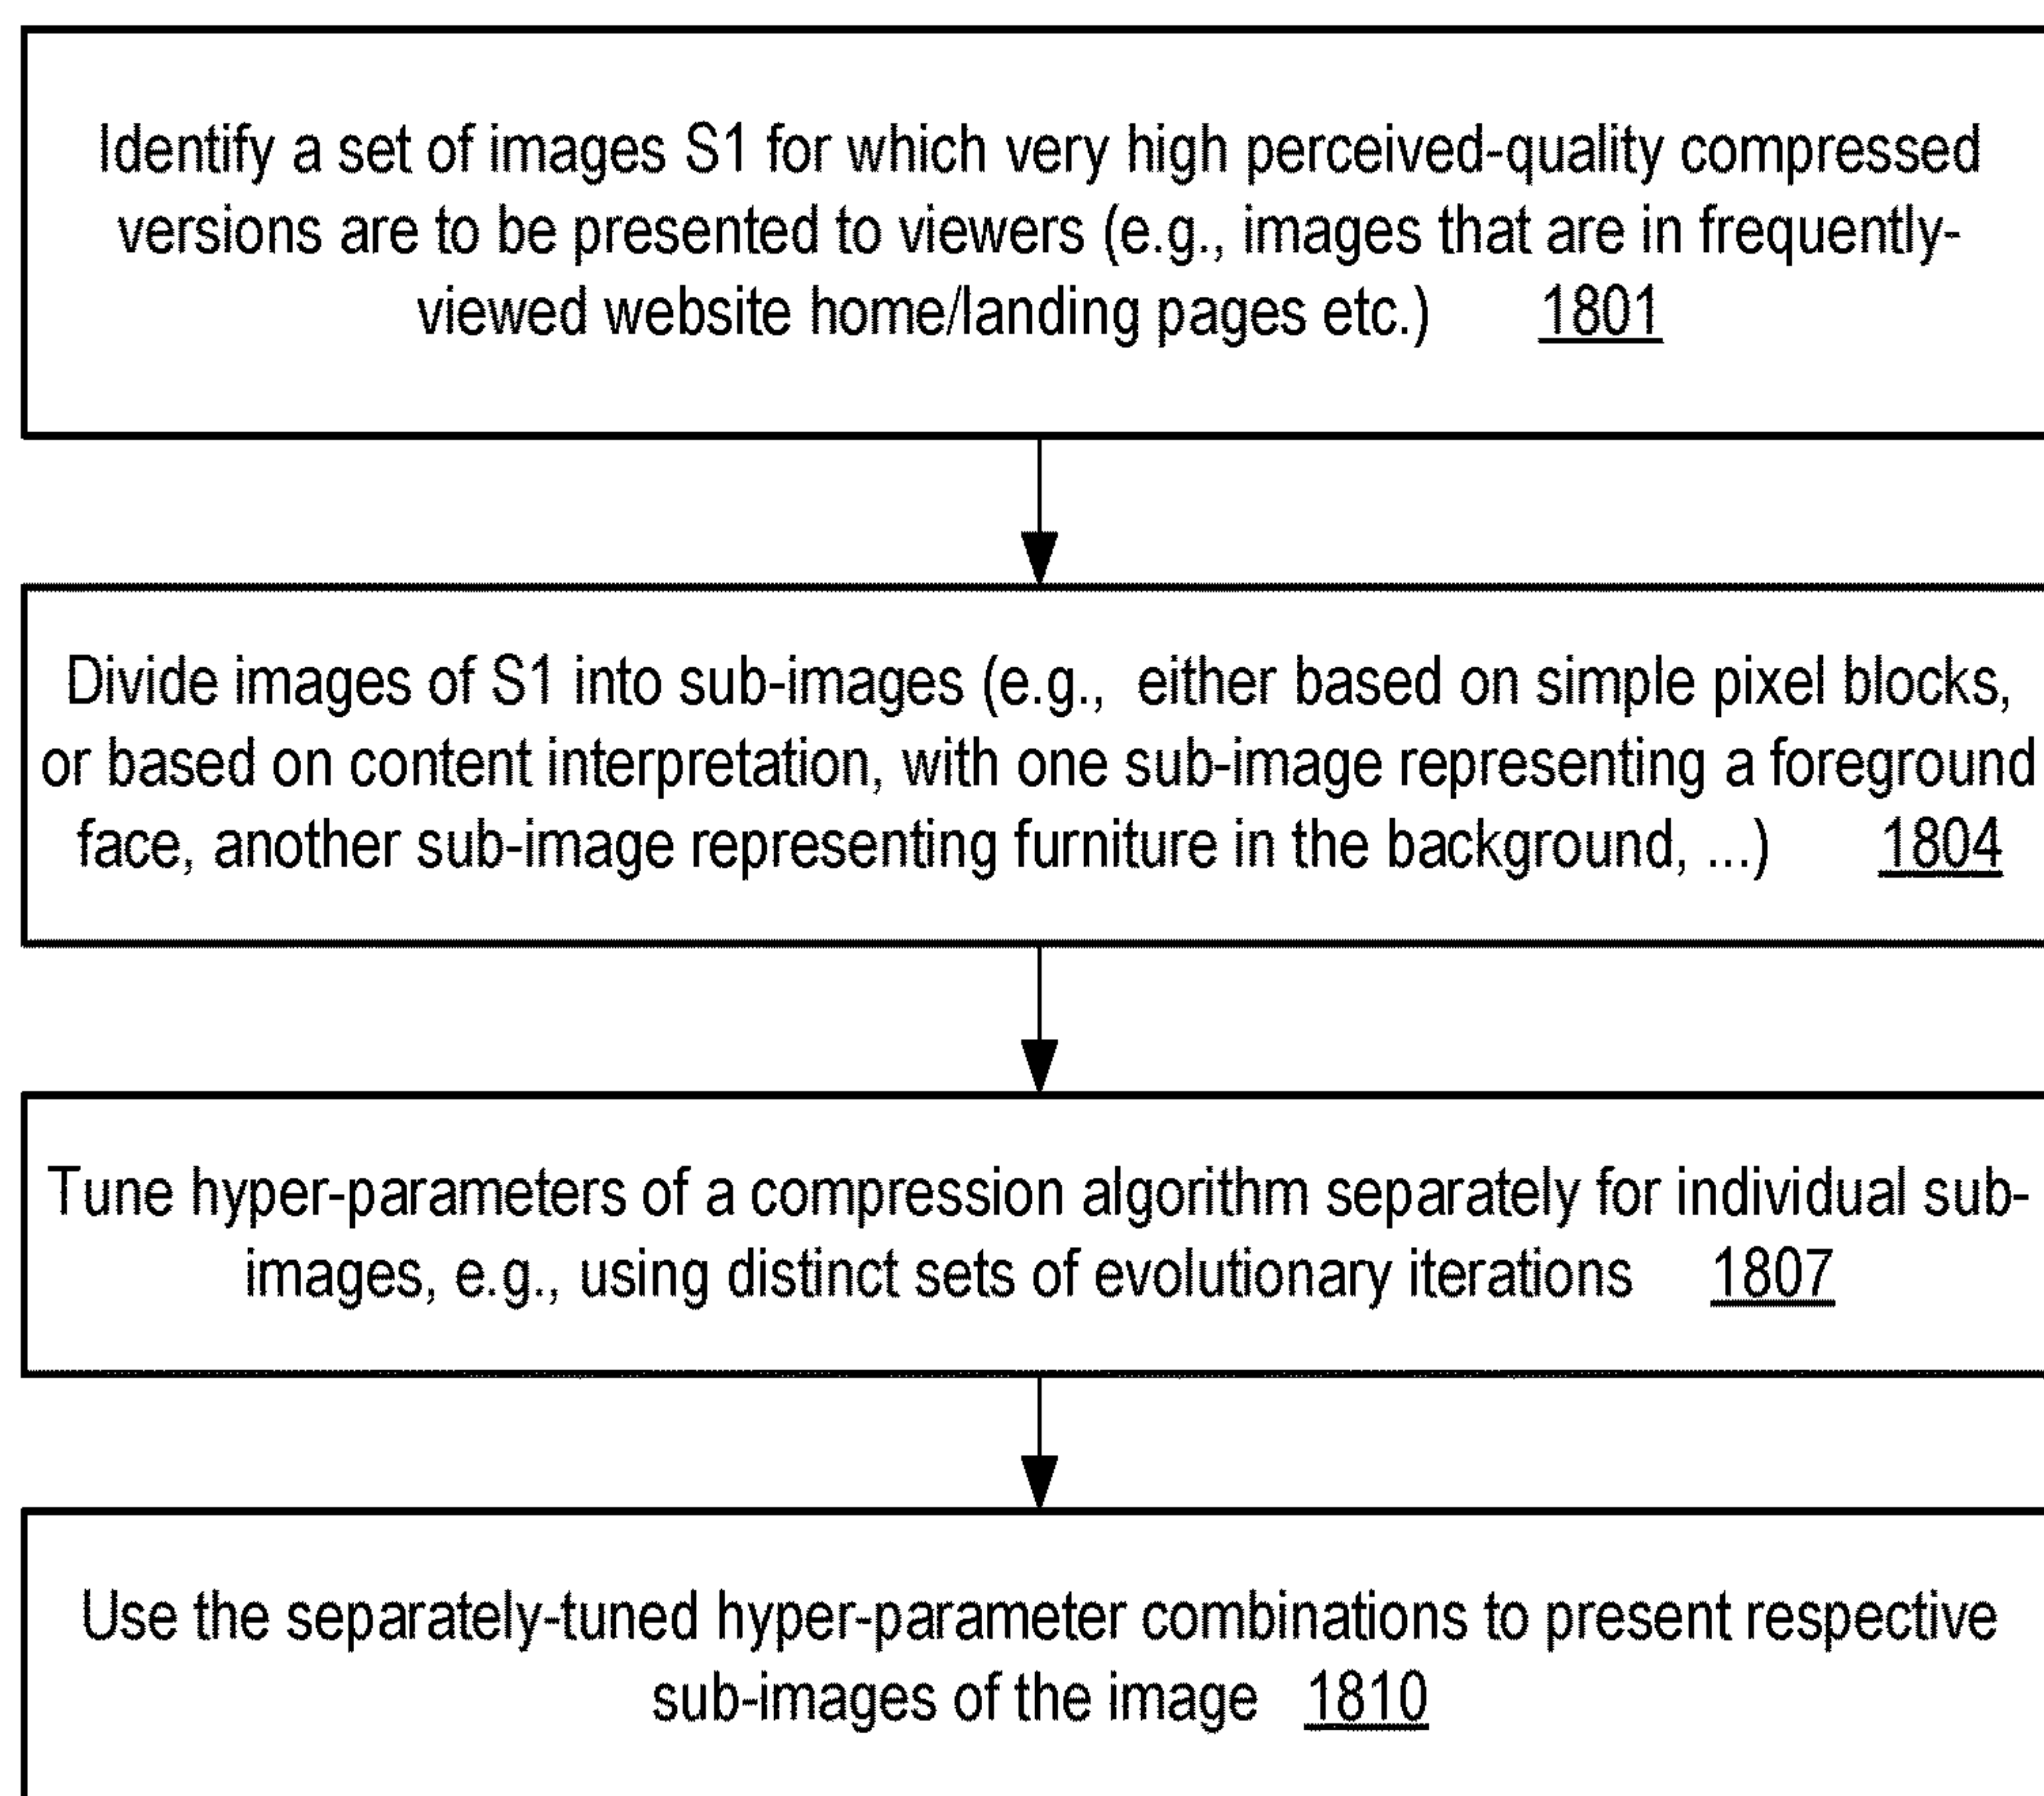 Identify a set of images S1 for which very high perceived-quality compressed
versions are to be presented to viewers (e.g., images that are in frequently-
viewed website home/landing pages etc.) 1801
Divide images of S1 into sub-images (e.g., either based on simple pixel blocks,
or based on content interpretation, with one sub-image representing a foreground
face, another sub-image representing furniture in the background, ...) 1804
Tune hyper-parameters of a compression algorithm separately for individual sub-
images, e.g., using distinct sets of evolutionary iterations 1807
Use the separately-tuned hyper-parameter combinations to present respective
sub-images of the image 1810